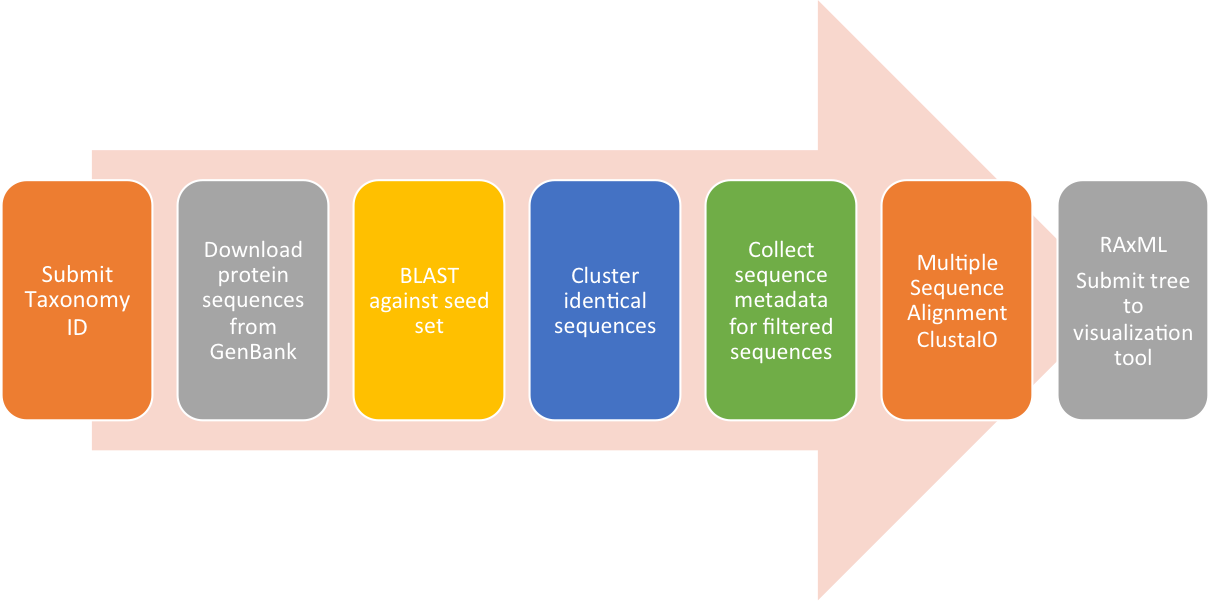 Submit
Taxonomy
ID
Download
protein
sequences
from
GenBank
BLAST
against seed
set
Cluster
identical
sequences
Collect
sequence
metadata
for filtered
sequences
Multiple
Sequence
Alignment
ClustalO
RAxML
Submit tree
to
visualization
tool